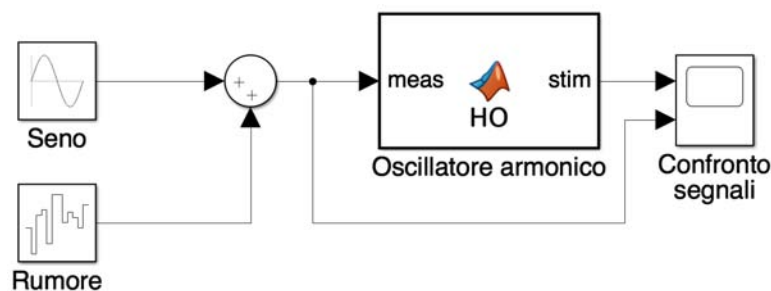 Seno
+
+
meas
stim
HO
Oscillatore armonico
Confronto
segnali
Rumore